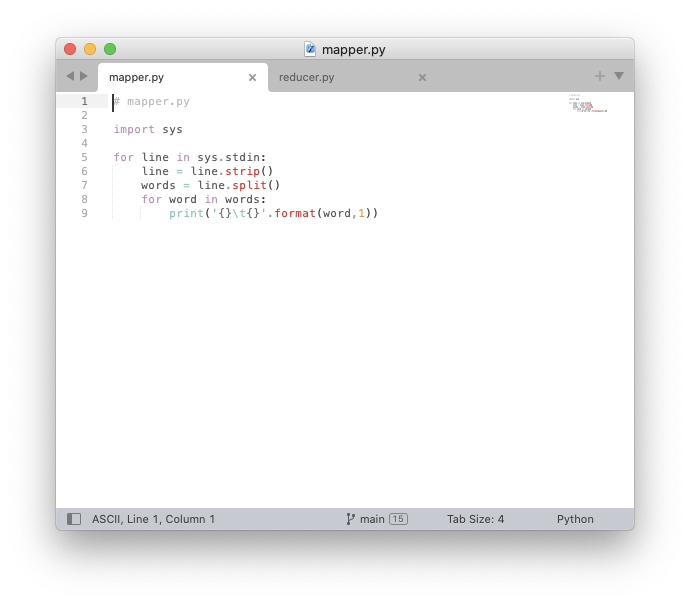 mapper.py
mapper.py × reducer.py × +
1 # mapper.py
2
3 import sys
4
5 for line in sys.stdin:
6     line = line.strip()
7     words = line.split()
8     for word in words:
9         print('{}\t{}'.format(word,1))
ASCII, Line 1, Column 1 main 15 Tab Size: 4 Python